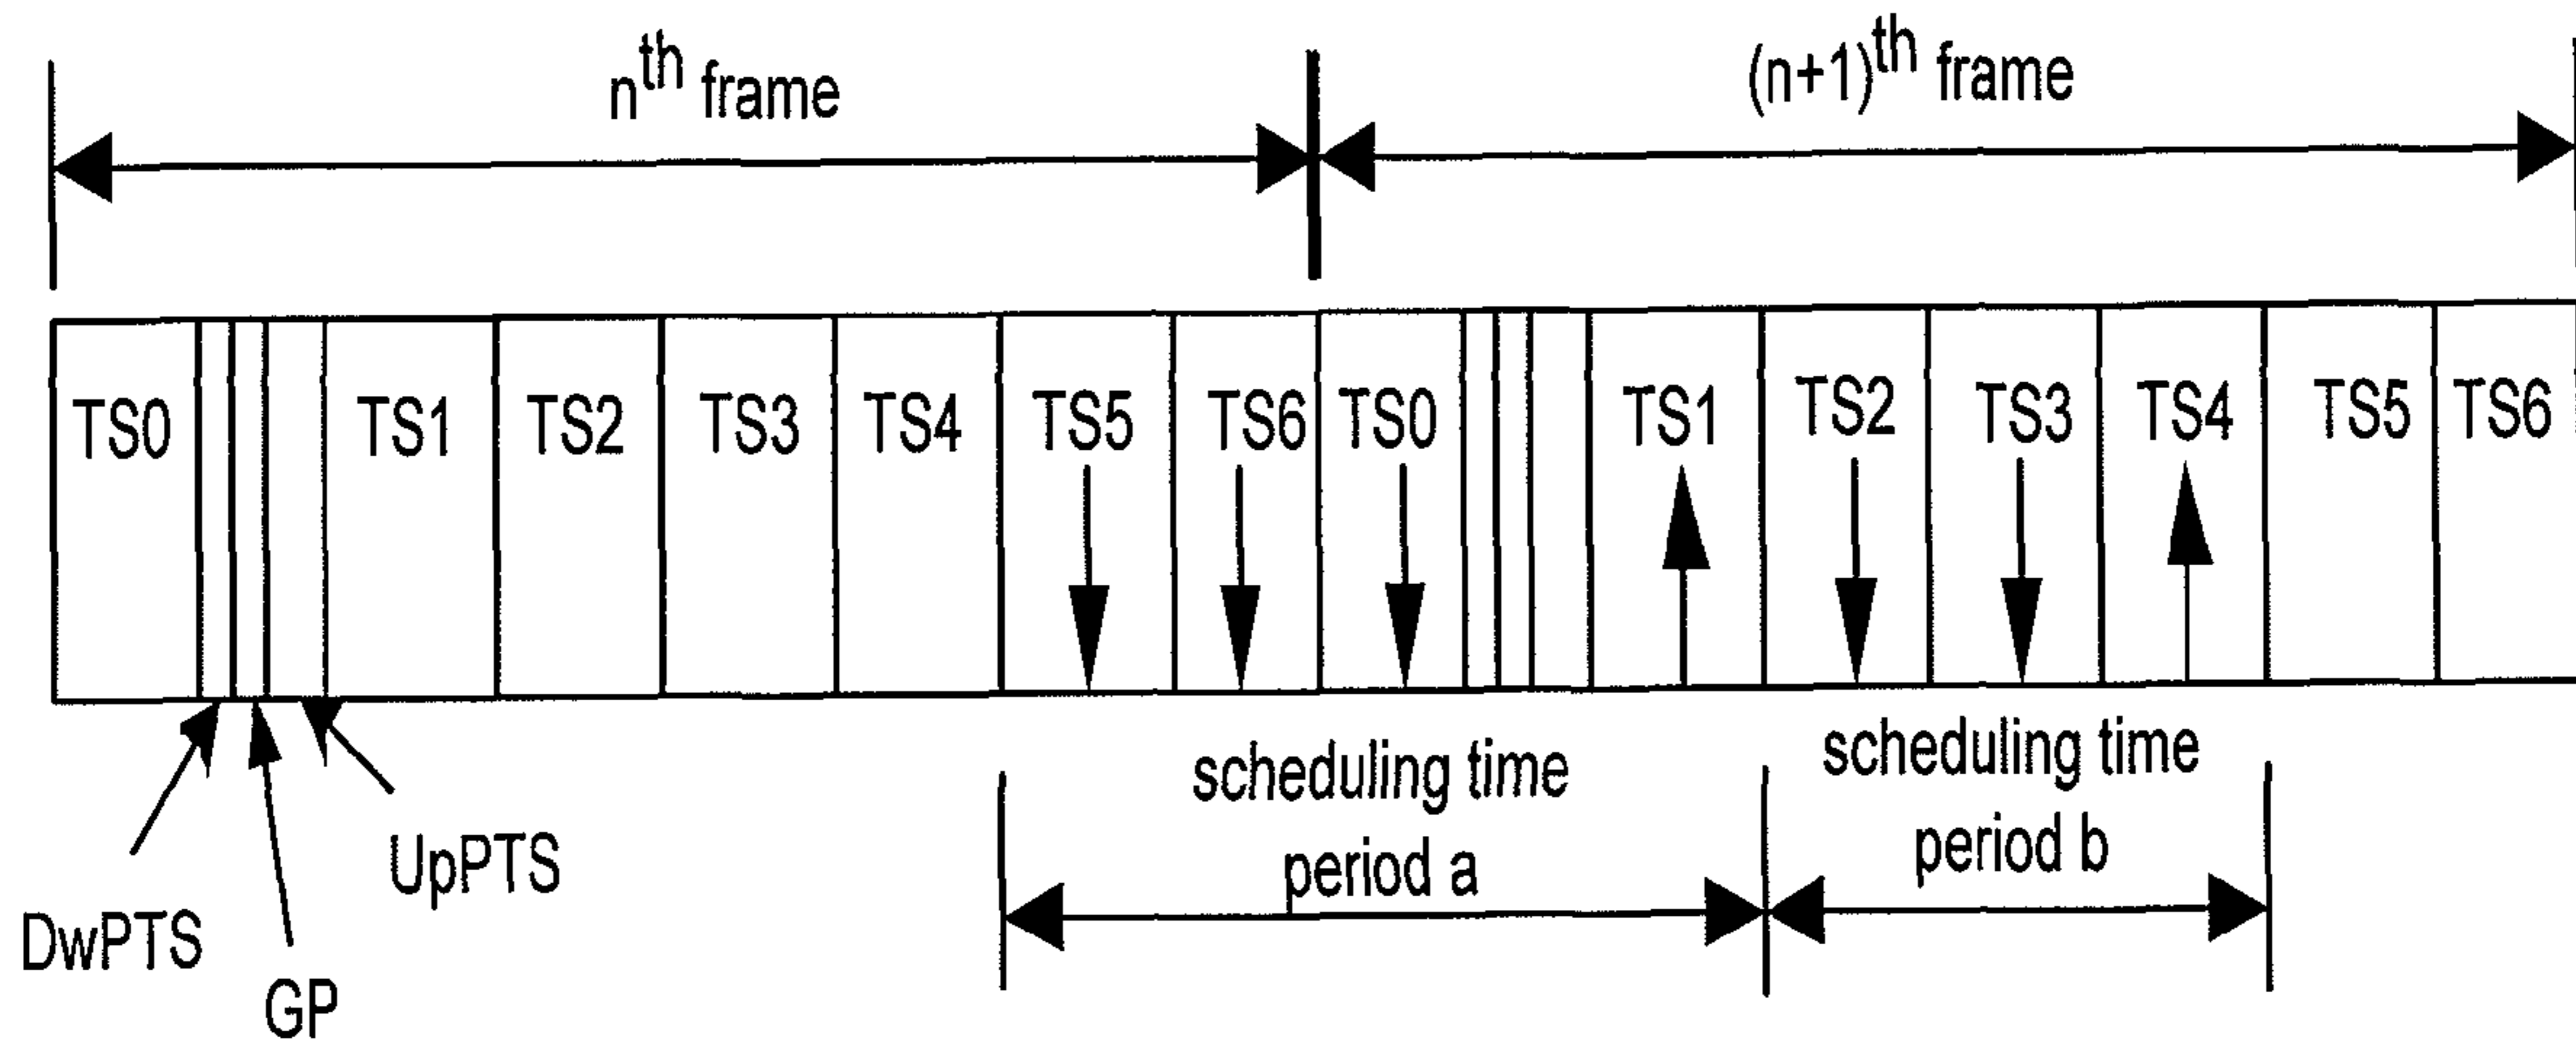 nth frame
(n+1)th frame
TS0 TS1 TS2 TS3 TS4 TS5 TS6 TS0 TS1 TS2 TS3 TS4 TS5 TS6
scheduling time
period a
scheduling time
period b
UpPTS
DwPTS
GP